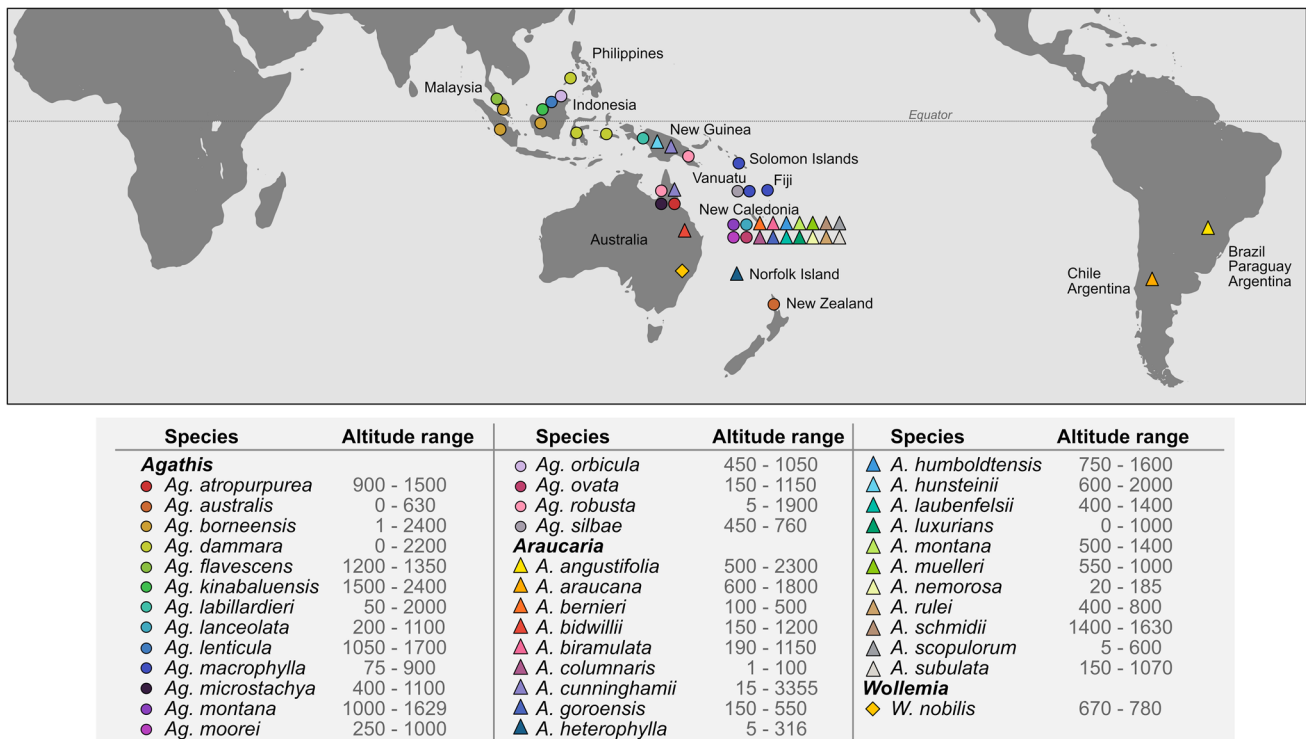 Philippines
Malaysia
Indonesia
Equator
New Guinea
Solomon Islands
Vanuatu
Fiji
New Caledonia
Australia
Norfolk Island
New Zealand
Chile
Argentina
Brazil
Paraguay
Argentina
Species Altitude range
Agathis
Ag. atropurpurea 900 - 1500
Ag. australis 0 - 630
Ag. borneensis 1 - 2400
Ag. dammara 0 - 2200
Ag. flavescens 1200 - 1350
Ag. kinabaluensis 1500 - 2400
Ag. labillardieri 50 - 2000
Ag. lanceolata 200 - 1100
Ag. lenticula 1050 - 1700
Ag. macrophylla 75 - 900
Ag. microstachya 400 - 1100
Ag. montana 1000 - 1629
Ag. moorei 250 - 1000
Species Altitude range
Ag. orbicula 450 - 1050
Ag. ovata 150 - 1150
Ag. robusta 5 - 1900
Ag. silbae 450 - 760
Araucaria
A. angustifolia 500 - 2300
A. araucana 600 - 1800
A. bernieri 100 - 500
A. bidwillii 150 - 1200
A. biramulata 190 - 1150
A. columnaris 1 - 100
A. cunninghamii 15 - 3355
A. goroensis 150 - 550
A. heterophylla 5 - 316
Species Altitude range
A. humboldtensis 750 - 1600
A. hunsteinii 600 - 2000
A. laubenfelsii 400 - 1400
A. luxurians 0 - 1000
A. montana 500 - 1400
A. muelleri 550 - 1000
A. nemorosa 20 - 185
A. rulei 400 - 800
A. schmidii 1400 - 1630
A. scopulorum 5 - 600
A. subulata 150 - 1070
Wollemia
W. nobilis 670 - 780